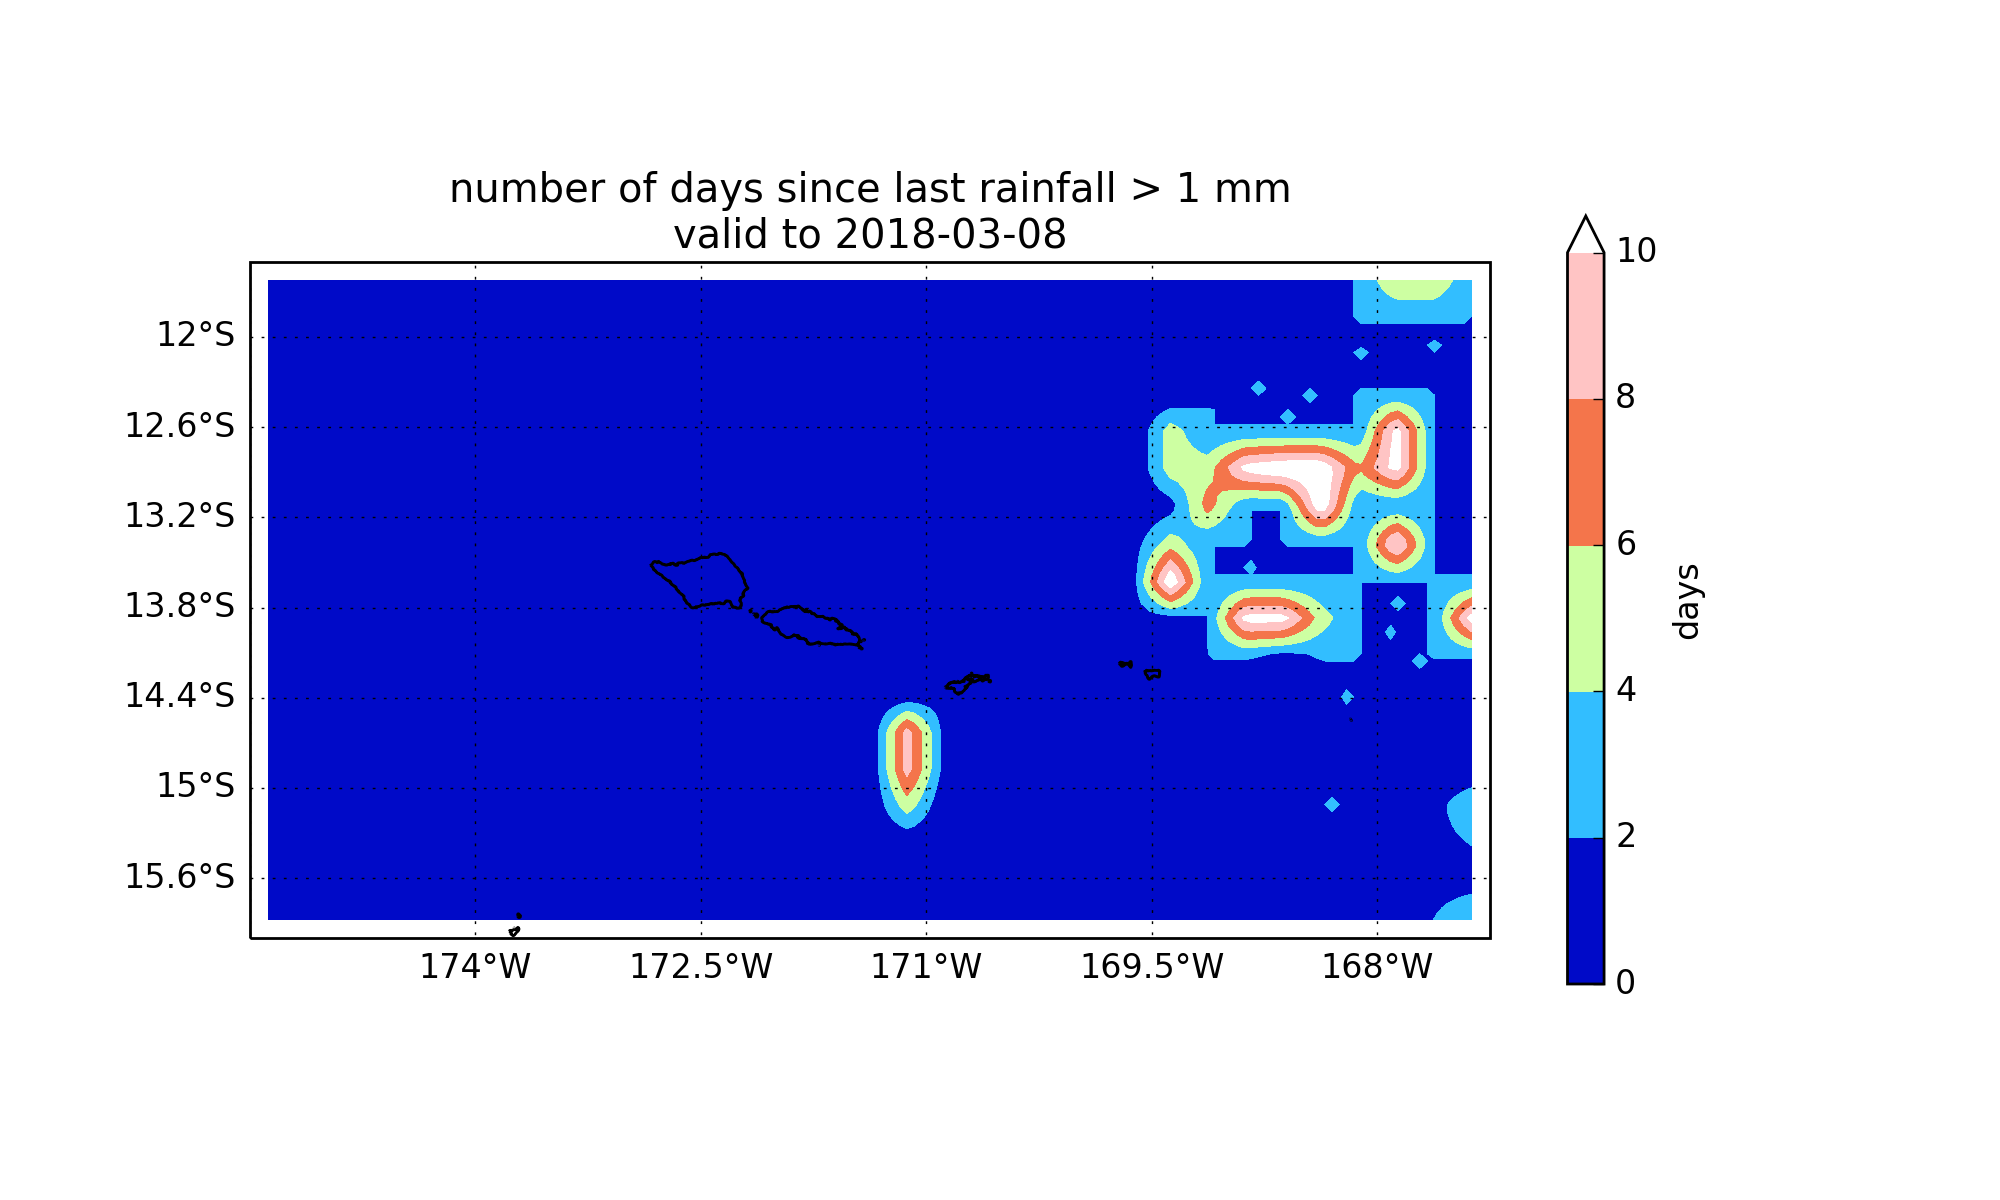 number of days since last rainfall > 1 mm
valid to 2018-03-08
12°S
12.6°S
13.2°S
13.8°S
14.4°S
15°S
15.6°S
174°W 172.5°W 171°W 169.5°W 168°W
10
8
6
4
2
0
days